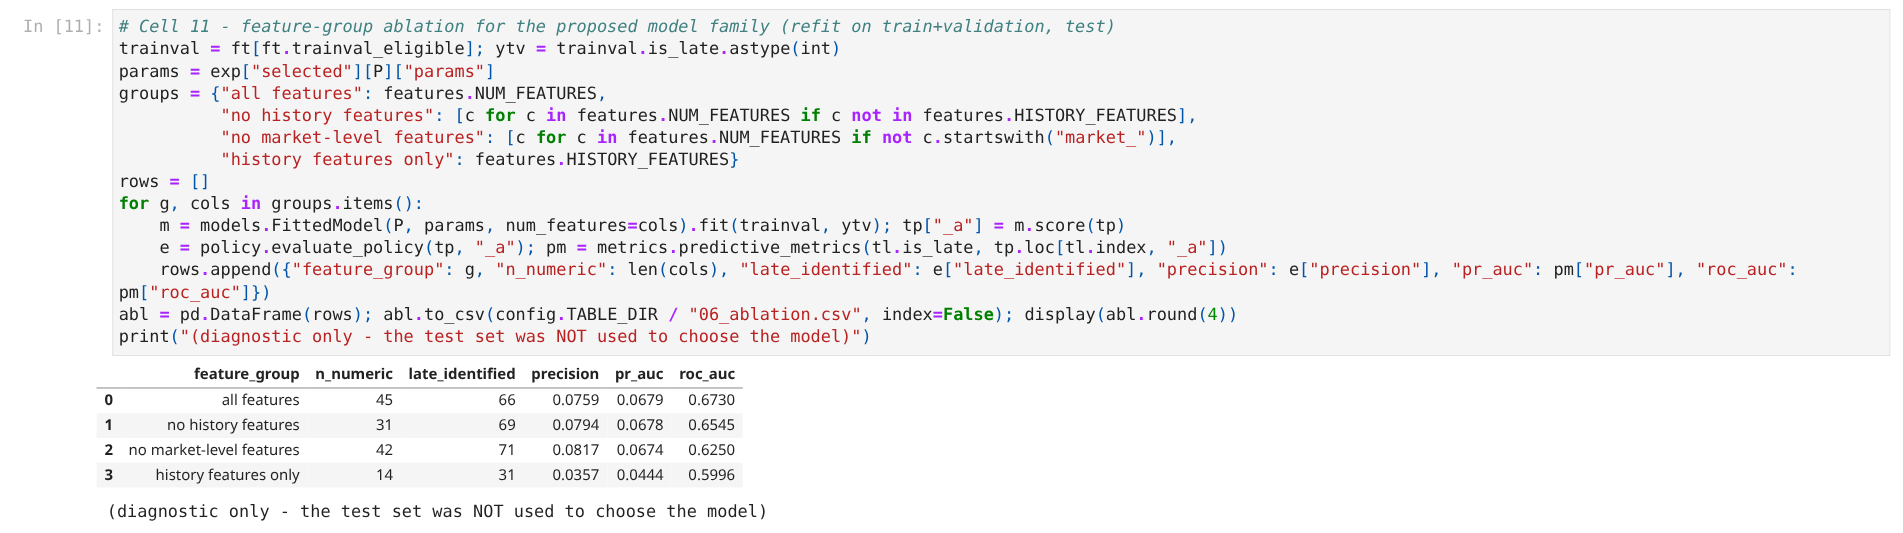 In [11]:
# Cell 11 - feature-group ablation for the proposed model family (refit on train+validation, test)
trainval = ft[ft.trainval_eligible]; ytv = trainval.is_late.astype(int)
params = exp["selected"][P]["params"]
groups = {"all features": features.NUM_FEATURES,
          "no history features": [c for c in features.NUM_FEATURES if c not in features.HISTORY_FEATURES],
          "no market-level features": [c for c in features.NUM_FEATURES if not c.startswith("market_")],
          "history features only": features.HISTORY_FEATURES}
rows = []
for g, cols in groups.items():
    m = models.FittedModel(P, params, num_features=cols).fit(trainval, ytv); tp["_a"] = m.score(tp)
    e = policy.evaluate_policy(tp, "_a"); pm = metrics.predictive_metrics(tl.is_late, tp.loc[tl.index, "_a"])
    rows.append({"feature_group": g, "n_numeric": len(cols), "late_identified": e["late_identified"], "precision": e["precision"], "pr_auc": pm["pr_auc"], "roc_auc":
pm["roc_auc"]})
abl = pd.DataFrame(rows); abl.to_csv(config.TABLE_DIR / "06_ablation.csv", index=False); display(abl.round(4))
print("(diagnostic only - the test set was NOT used to choose the model)")
feature_group n_numeric late_identified precision pr_auc roc_auc
0 all features 45 66 0.0759 0.0679 0.6730
1 no history features 31 69 0.0794 0.0678 0.6545
2 no market-level features 42 71 0.0817 0.0674 0.6250
3 history features only 14 31 0.0357 0.0444 0.5996
(diagnostic only - the test set was NOT used to choose the model)